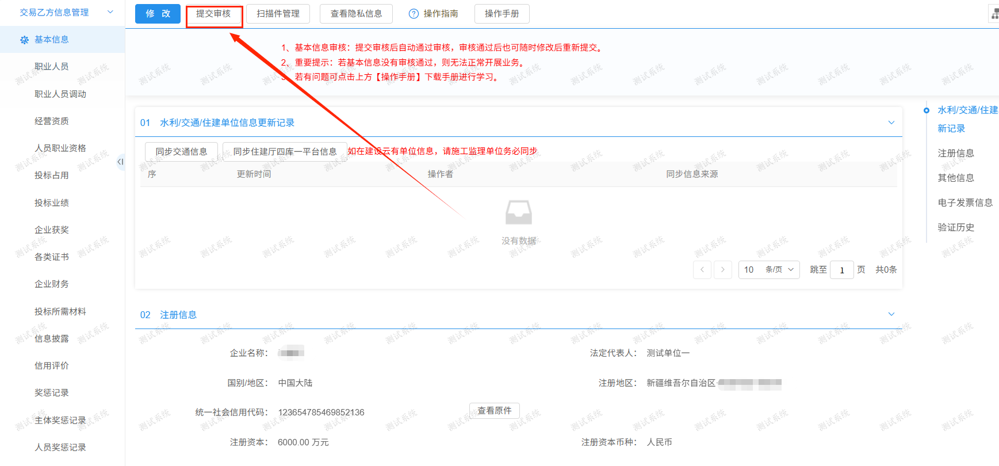 交易乙方信息管理
修 改
提交审核
扫描件管理
查看隐私信息
操作指南
操作手册
基本信息
职业人员
职业人员调动
经营资质
人员职业资格
投标占用
投标业绩
企业获奖
各类证书
企业财务
投标所需材料
信息披露
信用评价
奖惩记录
主体奖惩记录
人员奖惩记录
1、基本信息审核：提交审核后自动通过审核，审核通过后也可随时修改后重新提交。
2、重要提示：若基本信息没有审核通过，则无法正常开展业务。
3、若有问题可点击上方【操作手册】下载手册进行学习。
01 水利/交通/住建单位信息更新记录
同步交通信息
同步住建厅四库一平台信息
如在建设云有单位信息，请施工监理单位务必同步
序 更新时间 操作者 同步信息来源
没有数据
10 条/页 跳至 1 页 共0条
02 注册信息
企业名称：
法定代表人： 测试单位一
国别/地区： 中国大陆
注册地区： 新疆维吾尔自治区·
统一社会信用代码： 123654785469852136
查看原件
注册资本： 6000.00 万元
注册资本币种： 人民币
水利/交通/住建
新记录
注册信息
其他信息
电子发票信息
验证历史
测试系统